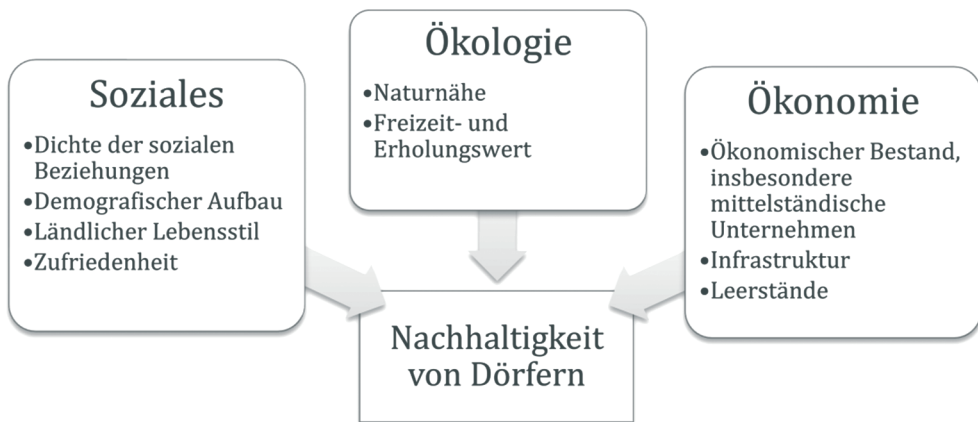 Soziales
•Dichte der sozialen
Beziehungen
•Demografischer Aufbau
•Ländlicher Lebensstil
•Zufriedenheit
Ökologie
•Naturnähe
•Freizeit- und
Erholungswert
Ökonomie
•Ökonomischer Bestand,
insbesondere
mittelständische
Unternehmen
•Infrastruktur
•Leerstände
Nachhaltigkeit
von Dörfern